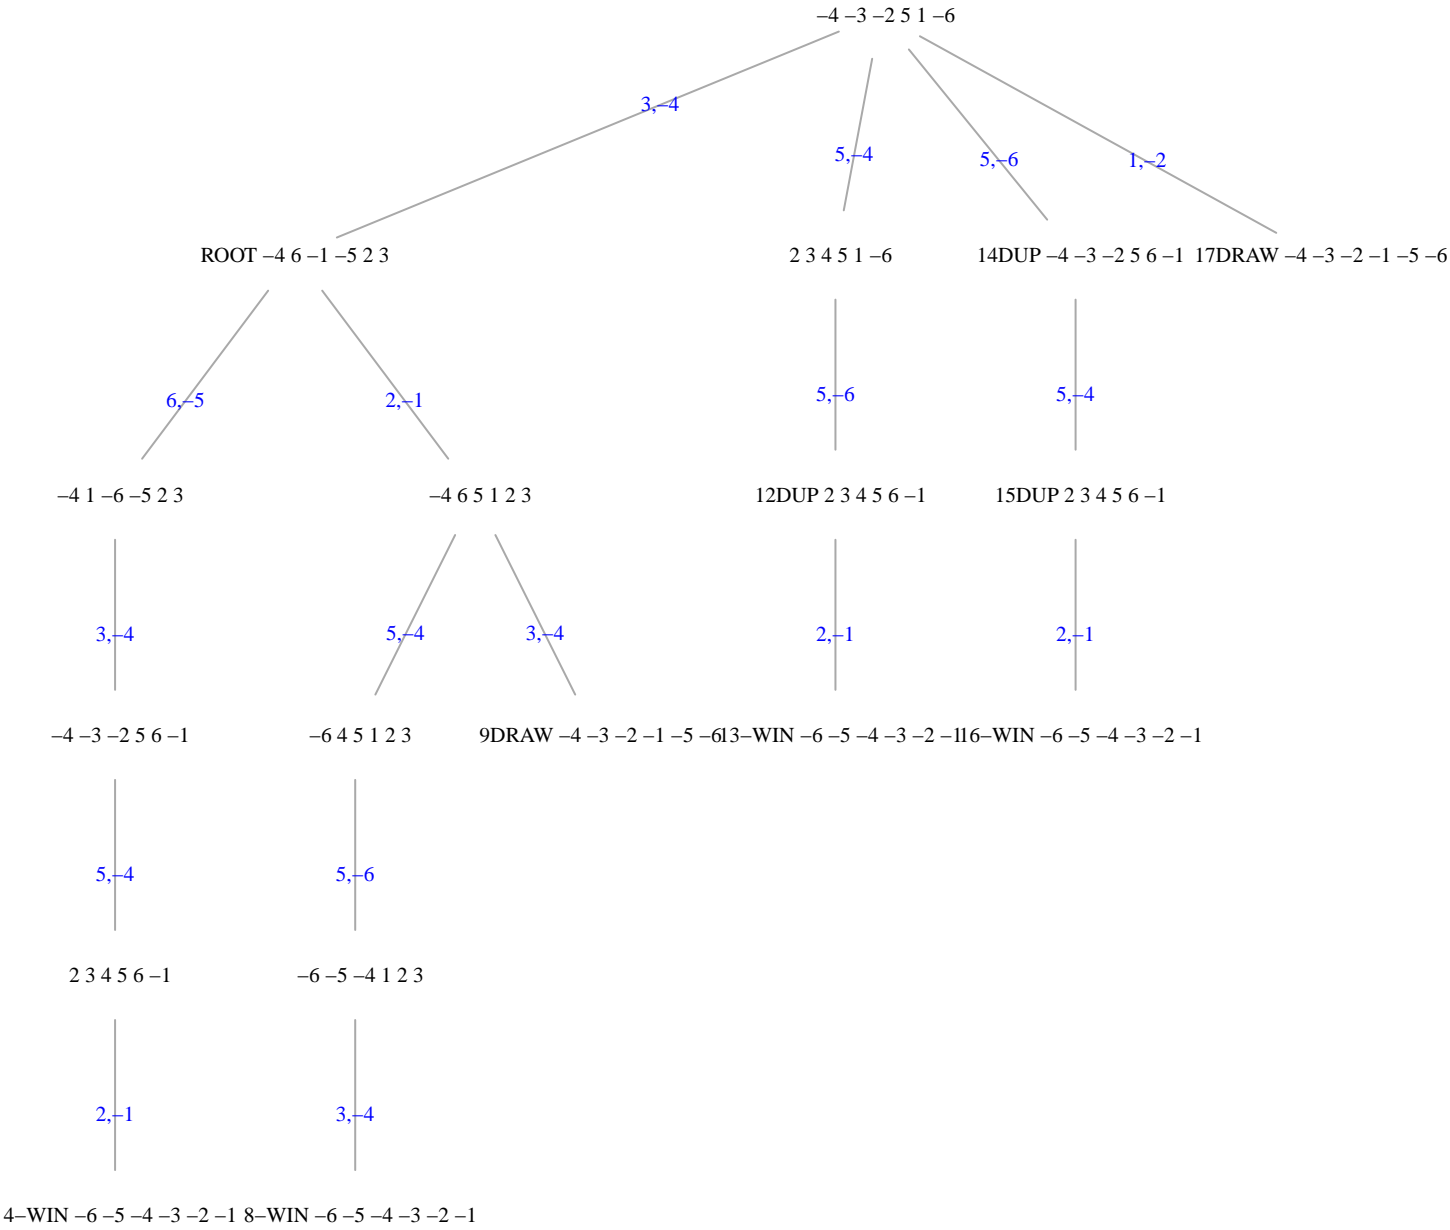 –4 –3 –2 5 1 –6
3,–4
5,–4
5,–6
1,–2
ROOT –4 6 –1 –5 2 3
2 3 4 5 1 –6
14DUP –4 –3 –2 5 6 –1
17DRAW –4 –3 –2 –1 –5 –6
6,–5
2,–1
5,–6
5,–4
–4 1 –6 –5 2 3
–4 6 5 1 2 3
12DUP 2 3 4 5 6 –1
15DUP 2 3 4 5 6 –1
3,–4
5,–4
3,–4
2,–1
2,–1
–4 –3 –2 5 6 –1
–6 4 5 1 2 3
9DRAW –4 –3 –2 –1 –5 –6
13–WIN –6 –5 –4 –3 –2 –1
16–WIN –6 –5 –4 –3 –2 –1
5,–4
5,–6
2 3 4 5 6 –1
–6 –5 –4 1 2 3
2,–1
3,–4
4–WIN –6 –5 –4 –3 –2 –1
8–WIN –6 –5 –4 –3 –2 –1